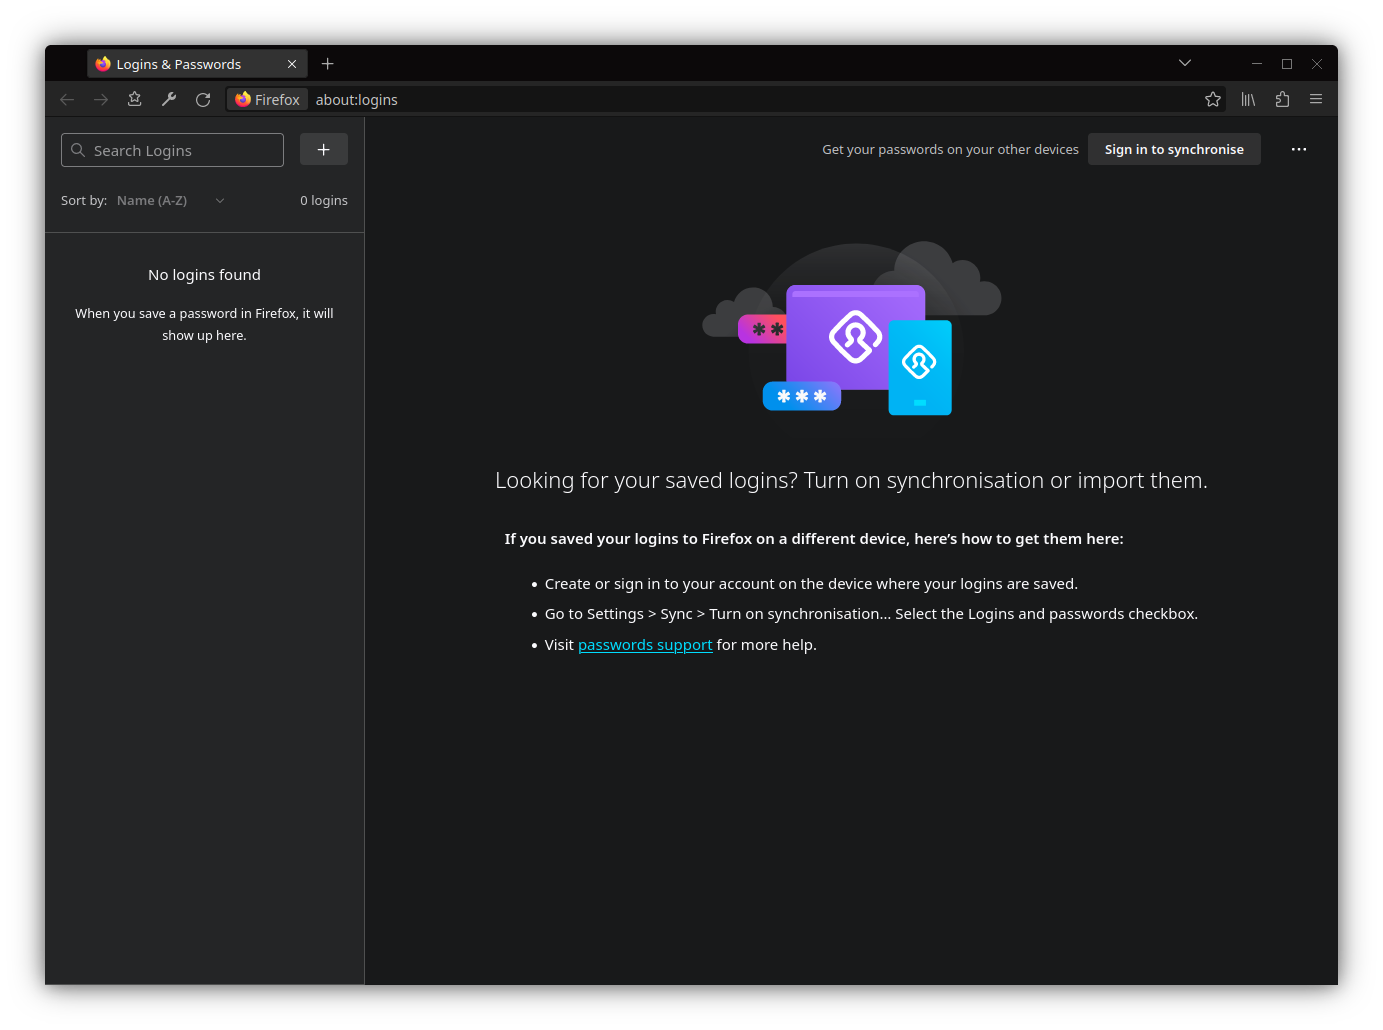 Logins & Passwords
Firefox about:logins
Search Logins
Sort by: Name (A-Z) 0 logins
No logins found
When you save a password in Firefox, it will
show up here.
Get your passwords on your other devices Sign in to synchronise
***
***
Looking for your saved logins? Turn on synchronisation or import them.
If you saved your logins to Firefox on a different device, here’s how to get them here:
• Create or sign in to your account on the device where your logins are saved.
• Go to Settings > Sync > Turn on synchronisation… Select the Logins and passwords checkbox.
• Visit passwords support for more help.